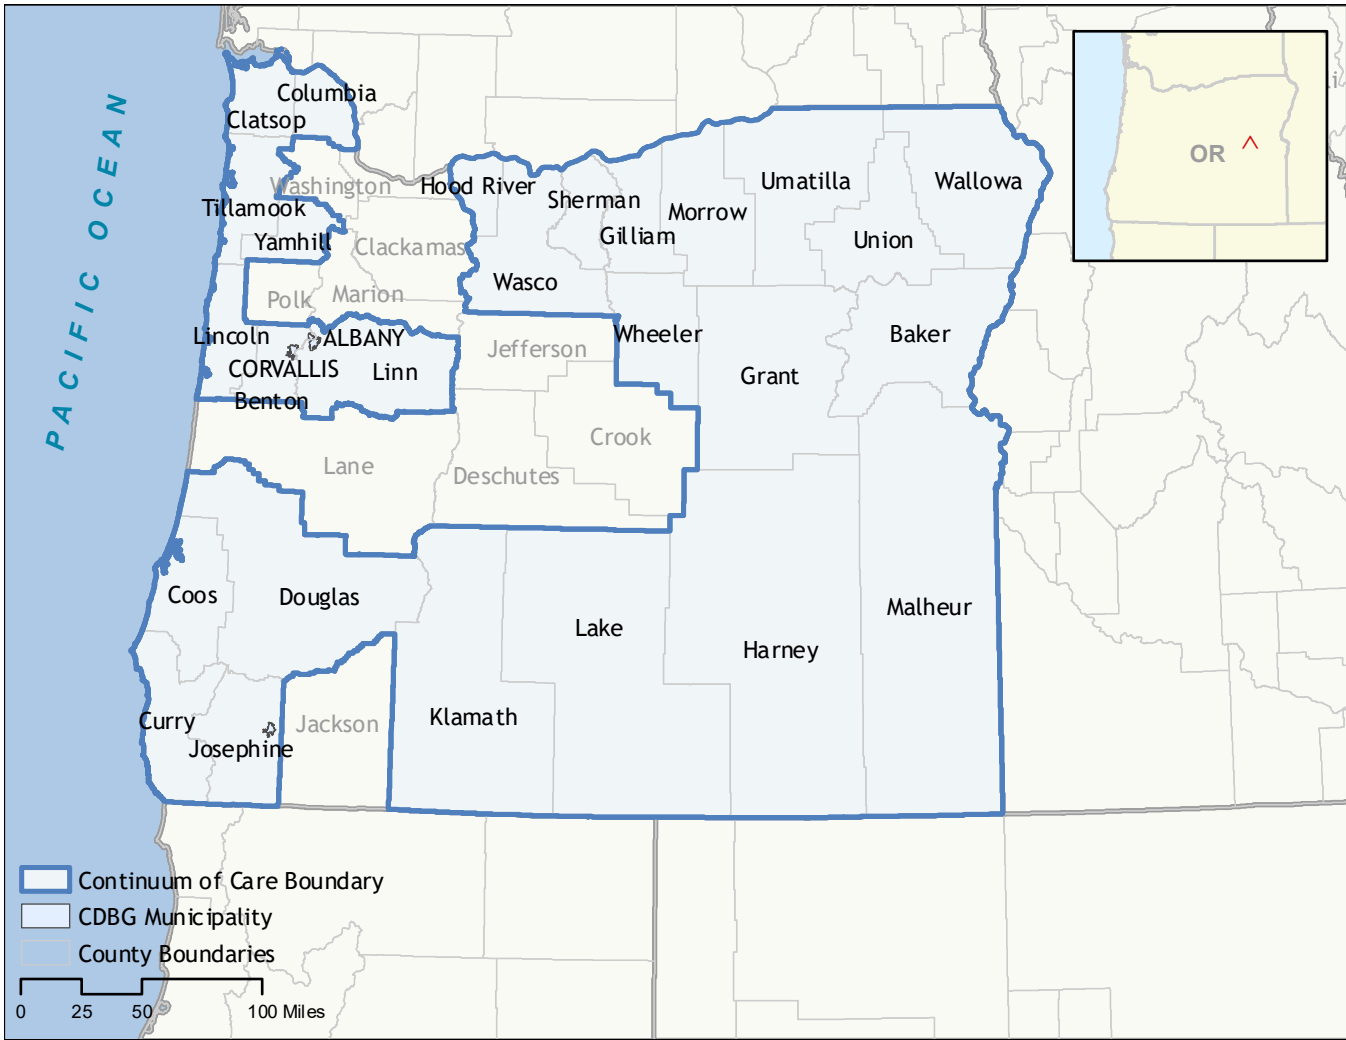 PACIFIC OCEAN
Columbia
Clatsop
Washington
Hood River
Tillamook
Yamhill
Clackamas
Sherman
Gilliam
Morrow
Umatilla
Wallowa
Union
Wasco
Polk
Marion
Lincoln
ALBANY
CORVALLIS
Linn
Benton
Jefferson
Wheeler
Grant
Baker
Lane
Deschutes
Crook
Coos
Douglas
Lake
Harney
Malheur
Curry
Josephine
Jackson
Klamath
OR
Continuum of Care Boundary
CDBG Municipality
County Boundaries
0 25 50 100 Miles